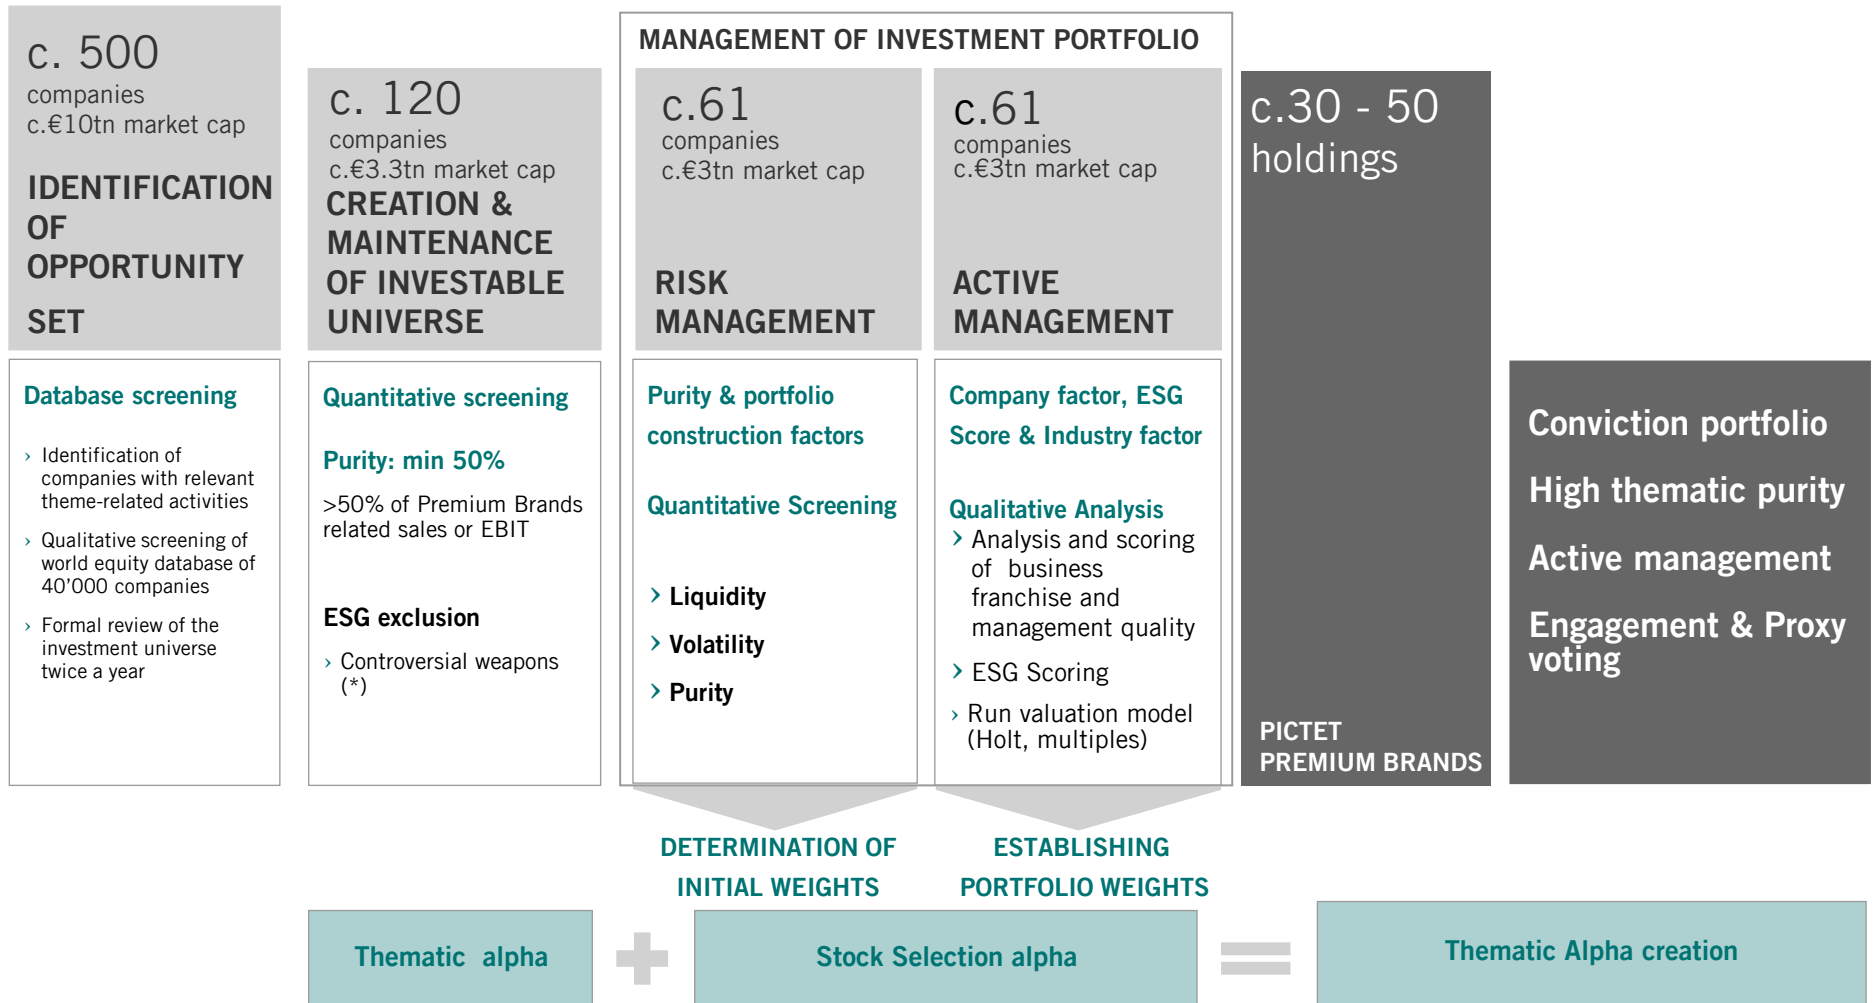 c. 500
companies
c.€10tn market cap
IDENTIFICATION
OF
OPPORTUNITY
SET
Database screening
› Identification of
companies with relevant
theme-related activities
› Qualitative screening of
world equity database of
40’000 companies
› Formal review of the
investment universe
twice a year
c. 120
companies
c.€3.3tn market cap
CREATION &
MAINTENANCE
OF INVESTABLE
UNIVERSE
Quantitative screening
Purity: min 50%
>50% of Premium Brands
related sales or EBIT
ESG exclusion
› Controversial weapons
(*)
MANAGEMENT OF INVESTMENT PORTFOLIO
c.61
companies
c.€3tn market cap
RISK
MANAGEMENT
Purity & portfolio
construction factors
Quantitative Screening
› Liquidity
› Volatility
› Purity
c.61
companies
c.€3tn market cap
ACTIVE
MANAGEMENT
Company factor, ESG
Score & Industry factor
Qualitative Analysis
› Analysis and scoring
of business
franchise and
management quality
› ESG Scoring
› Run valuation model
(Holt, multiples)
c.30 - 50
holdings
PICTET
PREMIUM BRANDS
Conviction portfolio
High thematic purity
Active management
Engagement & Proxy
voting
DETERMINATION OF
INITIAL WEIGHTS
ESTABLISHING
PORTFOLIO WEIGHTS
Thematic alpha
+
Stock Selection alpha
=
Thematic Alpha creation